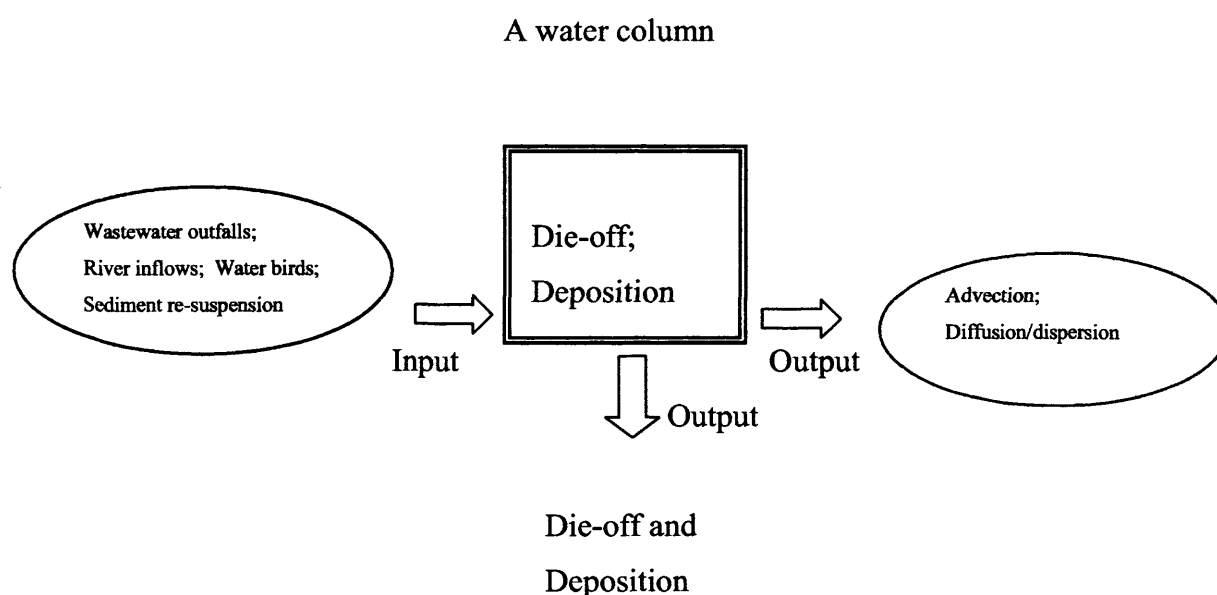 A water column
Wastewater outfalls;
River inflows; Water birds;
Sediment re-suspension
Input
Die-off;
Deposition
Output
Advection;
Diffusion/dispersion
Output
Die-off and
Deposition